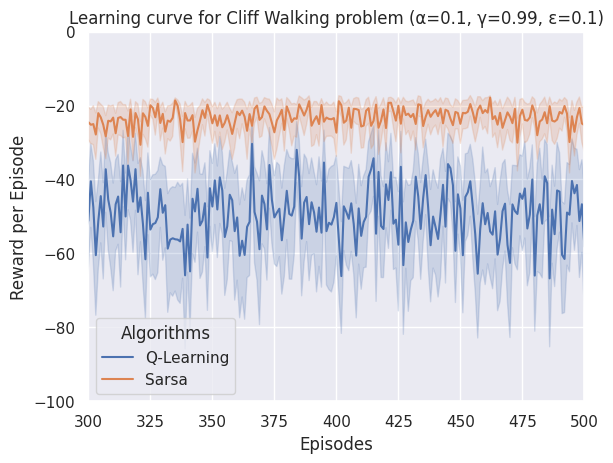 Learning curve for Cliff Walking problem (α=0.1, γ=0.99, ε=0.1)
0
−20
−40
−60
−80
−100
Reward per Episode
Algorithms
Q-Learning
Sarsa
300 325 350 375 400 425 450 475 500
Episodes